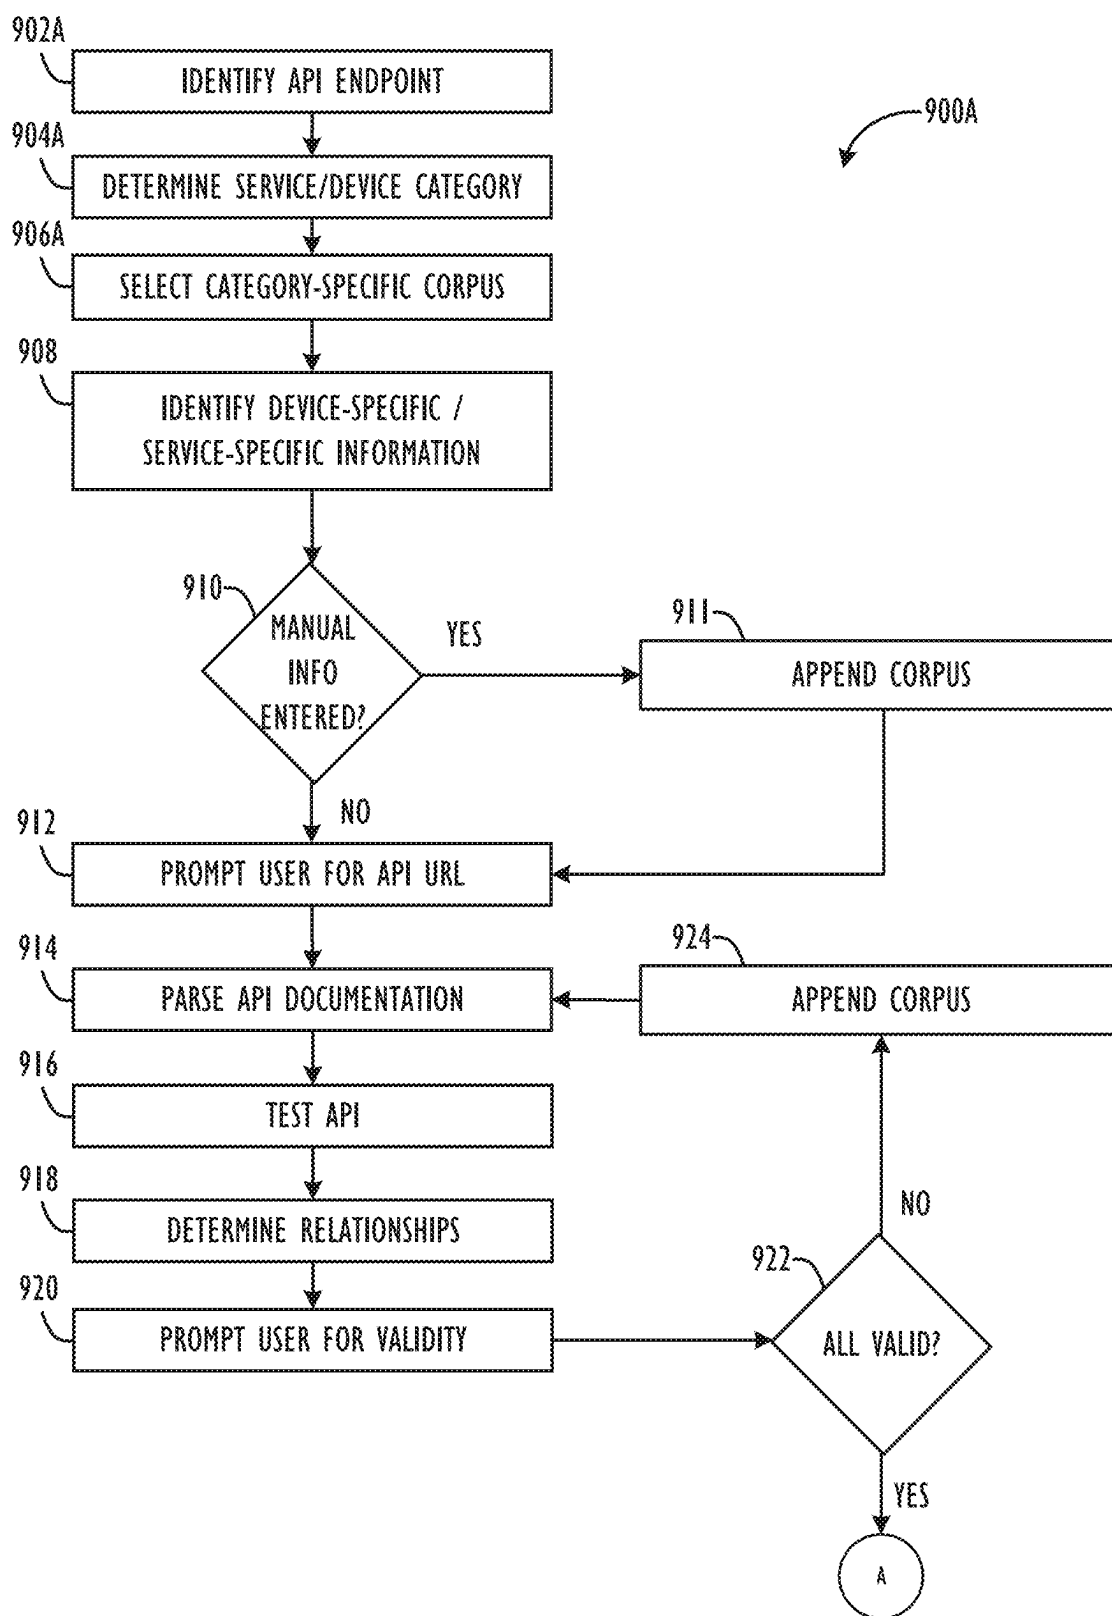 902A
IDENTIFY API ENDPOINT
900A
904A
DETERMINE SERVICE/DEVICE CATEGORY
906A
SELECT CATEGORY-SPECIFIC CORPUS
908
IDENTIFY DEVICE-SPECIFIC /
SERVICE-SPECIFIC INFORMATION
910
MANUAL
INFO
ENTERED?
YES
911
APPEND CORPUS
NO
912
PROMPT USER FOR API URL
914
PARSE API DOCUMENTATION
924
APPEND CORPUS
916
TEST API
918
DETERMINE RELATIONSHIPS
920
PROMPT USER FOR VALIDITY
NO
922
ALL VALID?
YES
A